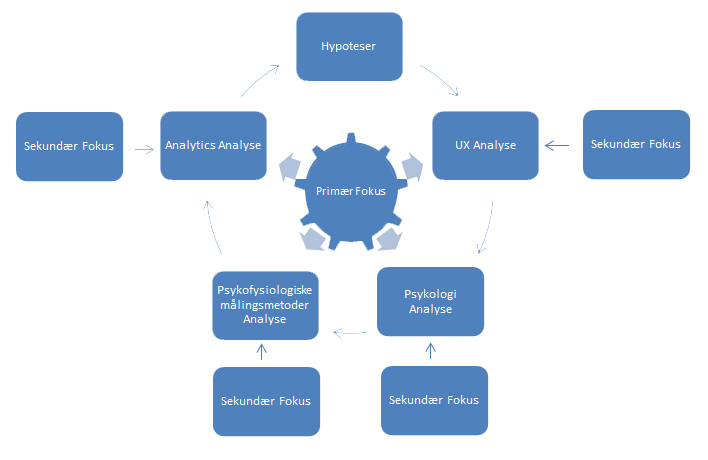 Hypoteser
Sekundær Fokus
Analytics Analyse
UX Analyse
Sekundær Fokus
Primær Fokus
Psykofysiologiske
målingsmetoder
Analyse
Psykologi
Analyse
Sekundær Fokus
Sekundær Fokus